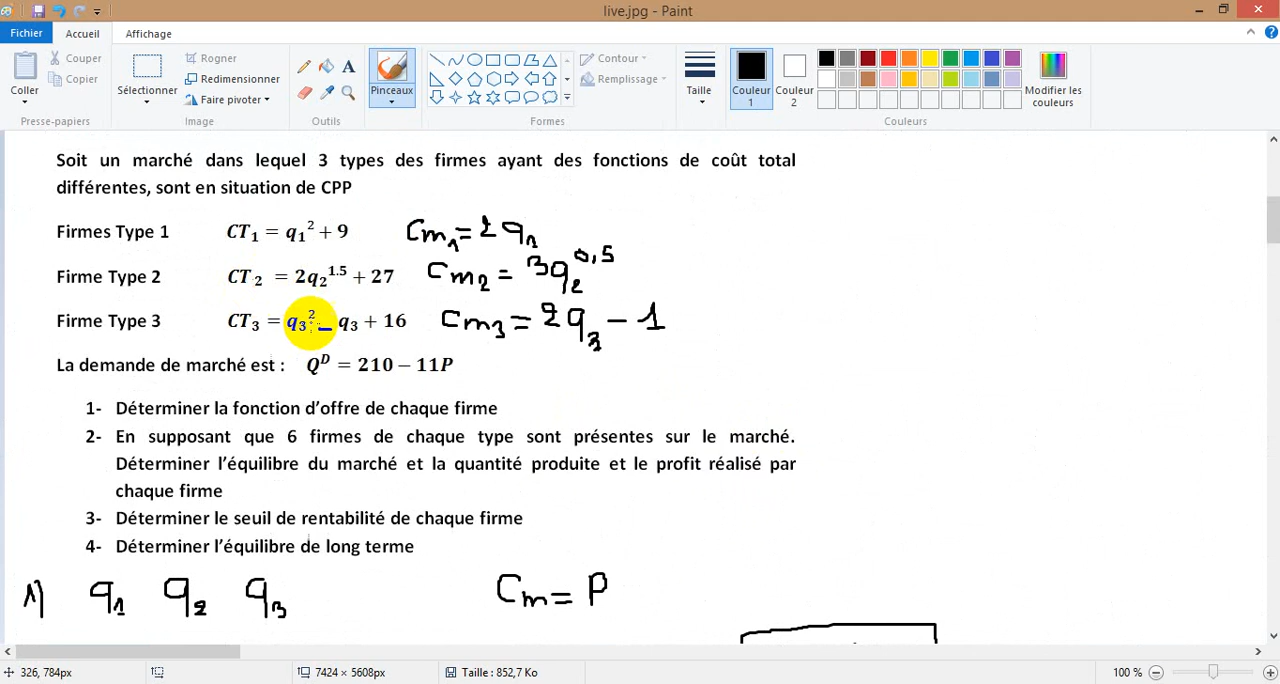 live.jpg - Paint
Fichier Accueil Affichage
Coller
Couper
Copier
Presse-papiers
Sélectionner
Rogner
Redimensionner
Faire pivoter
Image
A
Outils
Pinceaux
Contour
Remplissage
Formes
Taille
Couleur 1
Couleur 2
Modifier les couleurs
Couleurs
Soit un marché dans lequel 3 types des firmes ayant des fonctions de coût total
différentes, sont en situation de CPP
Firmes Type 1 CT₁ = q₁² + 9 Cm₁ = 2q₁
Firme Type 2 CT₂ = 2q₂^1.5 + 27 Cm₂ = 3q₂^0,5
Firme Type 3 CT₃ = q₃² − q₃ + 16 Cm₃ = 2q₃ − 1
La demande de marché est : Q^D = 210 − 11P
1- Déterminer la fonction d’offre de chaque firme
2- En supposant que 6 firmes de chaque type sont présentes sur le marché.
Déterminer l’équilibre du marché et la quantité produite et le profit réalisé par
chaque firme
3- Déterminer le seuil de rentabilité de chaque firme
4- Déterminer l’équilibre de long terme
1) q₁ q₂ q₃ Cm = P
326, 784px 7424 × 5608px Taille : 852,7 Ko 100 %